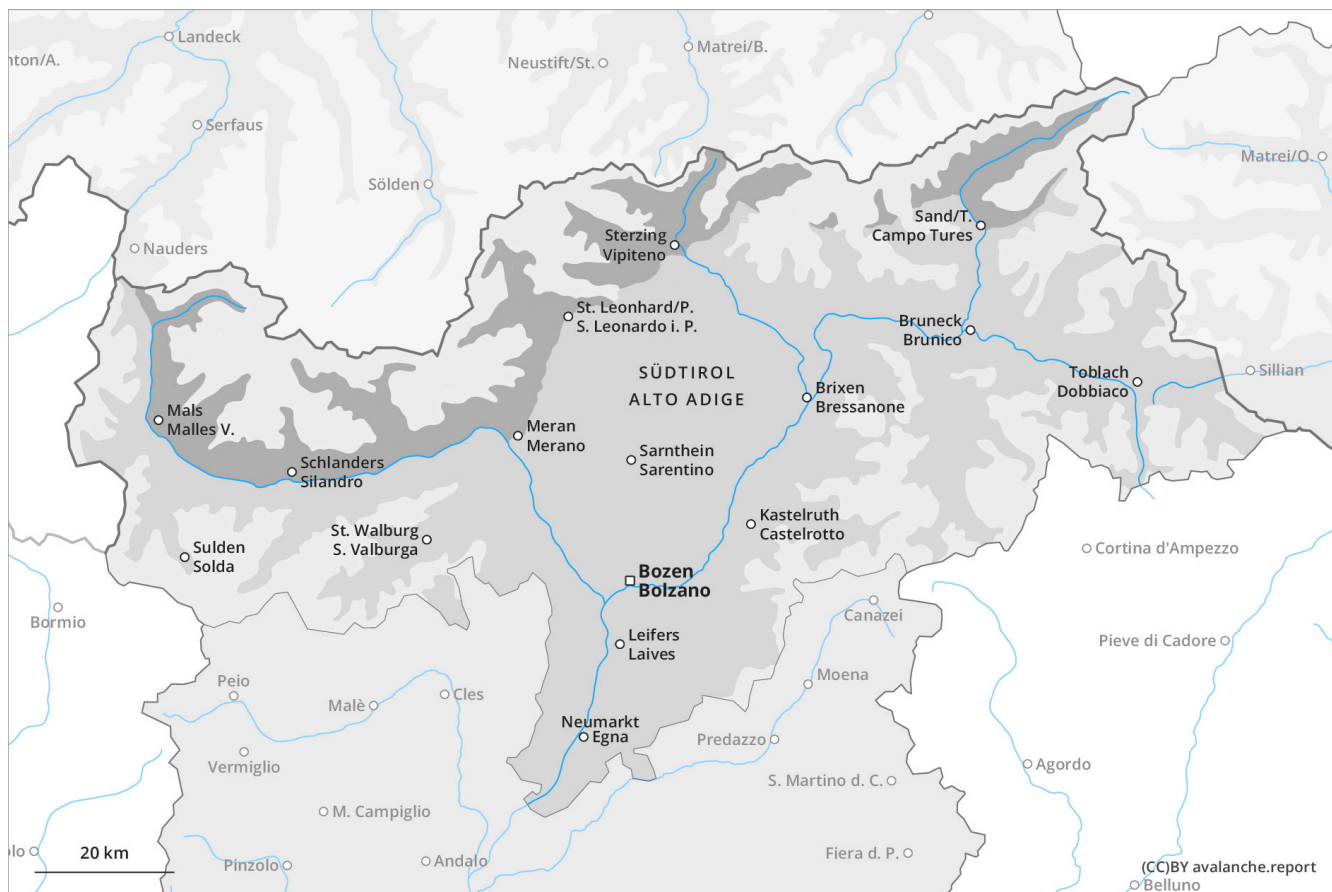 Landeck
nton/A.
Matrei/B.
Neustift/St.
Serfaus
Matrei/O.
Sölden
Sand/T.
Campo Tures
Nauders
Sterzing
Vipiteno
St. Leonhard/P.
S. Leonardo i. P.
Bruneck
Brunico
SÜDTIROL
ALTO ADIGE
Toblach
Dobbiaco
Sillian
Brixen
Bressanone
Mals
Malles V.
Meran
Merano
Schlanders
Silandro
Sarnthein
Sarentino
Kastelruth
Castelrotto
St. Walburg
S. Valburga
Sulden
Solda
Cortina d'Ampezzo
Bozen
Bolzano
Bormio
Canazei
Leifers
Laives
Pieve di Cadore
Peio
Moena
Malè
Cles
Neumarkt
Egna
Predazzo
Vermiglio
Agordo
S. Martino d. C.
M. Campiglio
olo
20 km
Pinzolo
Andalo
Fiera d. P.
(CC)BY avalanche.report
Belluno